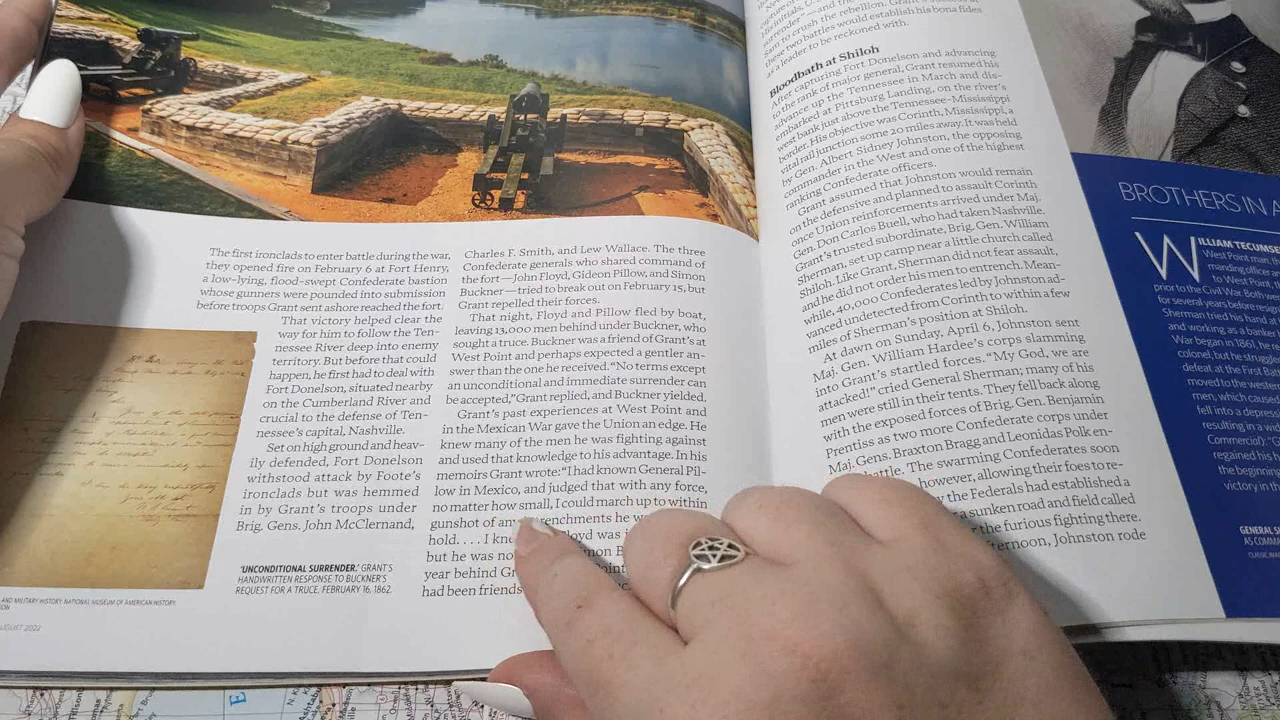 The first ironclads to enter battle during the war,
they opened fire on February 6 at Fort Henry,
a low-lying, flood-swept Confederate bastion
whose gunners were pounded into submission
before troops Grant sent ashore reached the fort.
That victory helped clear the
way for him to follow the Ten-
nessee River deep into enemy
territory. But before that could
happen, he first had to deal with
Fort Donelson, situated nearby
on the Cumberland River and
crucial to the defense of Ten-
nessee's capital, Nashville.
Set on high ground and heav-
ily defended, Fort Donelson
withstood attack by Foote's
ironclads but was hemmed
in by Grant's troops under
Brig. Gens. John McClernand,
'UNCONDITIONAL SURRENDER.' GRANT'S
HANDWRITTEN RESPONSE TO BUCKNER'S
REQUEST FOR A TRUCE, FEBRUARY 16, 1862.
AND MILITARY HISTORY, NATIONAL MUSEUM OF AMERICAN HISTORY,
AUGUST 2022
Charles F. Smith, and Lew Wallace. The three
Confederate generals who shared command of
the fort—John Floyd, Gideon Pillow, and Simon
Buckner—tried to break out on February 15, but
Grant repelled their forces.
That night, Floyd and Pillow fled by boat,
leaving 13,000 men behind under Buckner, who
sought a truce. Buckner was a friend of Grant's at
West Point and perhaps expected a gentler an-
swer than the one he received. "No terms except
an unconditional and immediate surrender can
be accepted," Grant replied, and Buckner yielded.
Grant's past experiences at West Point and
in the Mexican War gave the Union an edge. He
knew many of the men he was fighting against
and used that knowledge to his advantage. In his
memoirs Grant wrote: "I had known General Pil-
low in Mexico, and judged that with any force,
no matter how small, I could march up to within
gunshot of any
hold. . . . I
but he was
year behind
had been friends
these two battles would establish his bona fides
as a leader to be reckoned with.
Bloodbath at Shiloh
After capturing Fort Donelson and advancing
to the rank of major general, Grant resumed his
advance up the Tennessee in March and dis-
embarked at Pittsburg Landing, on the river's
west bank just above the Tennessee–Mississippi
border. His objective was Corinth, Mississippi, a
vital rail junction some 20 miles away. It was held
by Gen. Albert Sidney Johnston, the opposing
commander in the West and one of the highest
ranking Confederate officers.
Grant assumed that Johnston would remain
on the defensive and planned to assault Corinth
once Union reinforcements arrived under Maj.
Gen. Don Carlos Buell, who had taken Nashville.
Grant's trusted subordinate, Brig. Gen. William
Sherman, set up camp near a little church called
Shiloh. Like Grant, Sherman did not fear assault,
and he did not order his men to entrench. Mean-
while, 40,000 Confederates led by Johnston ad-
vanced undetected from Corinth to within a few
miles of Sherman's position at Shiloh.
At dawn on Sunday, April 6, Johnston sent
Maj. Gen. William Hardee's corps slamming
into Grant's startled forces. "My God, we are
attacked!" cried General Sherman; many of his
men were still in their tents. They fell back along
with the exposed forces of Brig. Gen. Benjamin
Prentiss as two more Confederate corps under
Maj. Gens. Braxton Bragg and Leonidas Polk en-
battle. The swarming Confederates soon
however, allowing their foes to re-
the Federals had established a
a sunken road and field called
the furious fighting there.
Johnston rode
BROTHERS IN
WILLIAM TECUMSE
West Point main, th
manding officer an
to West Point, t
prior to the Civil War. Both were
for several years before resign
Sherman tried his hand at
and working as a banker
War began in 1861, he re
colonel, but he struggle
defeat at the First Batt
moved to the western
men, which caused
fell into a depress
resulting in a wid
Commercial): "G
regained his h
the beginning
victory in the
GENERAL S
AS COMMA